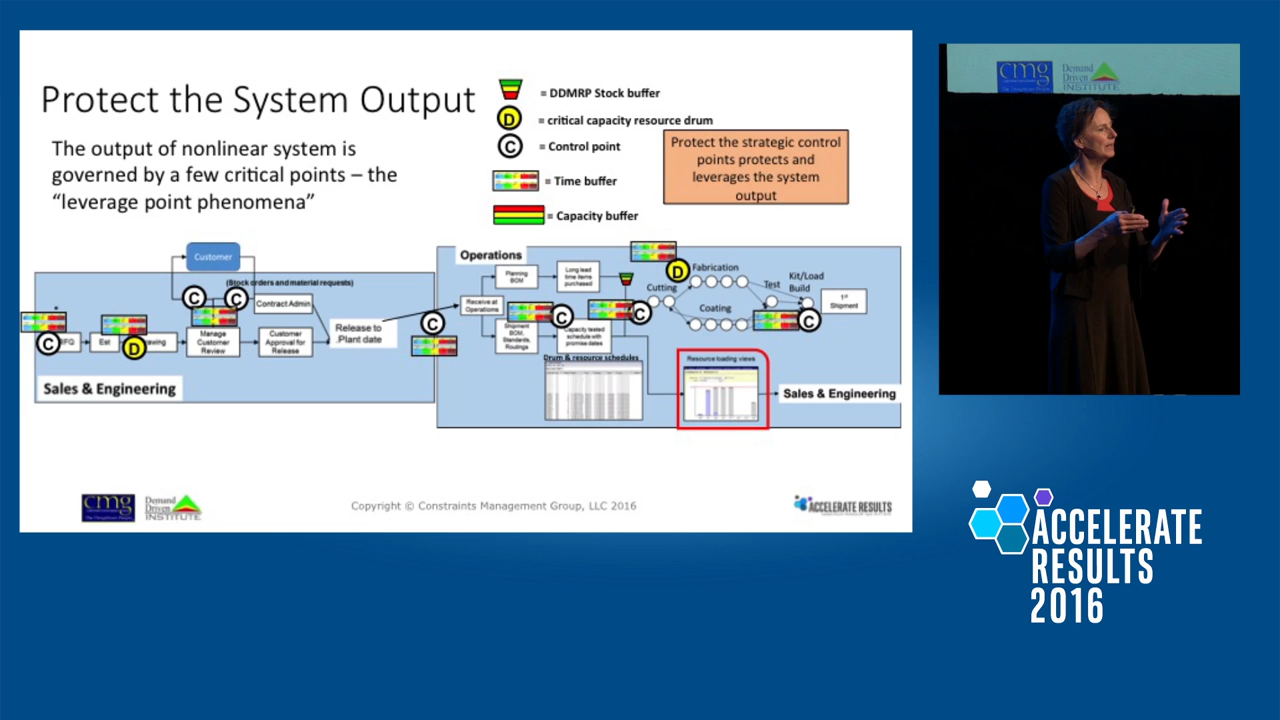 Protect the System Output
The output of nonlinear system is
governed by a few critical points – the
“leverage point phenomena”
= DDMRP Stock buffer
D
= critical capacity resource drum
C
= Control point
= Time buffer
= Capacity buffer
Protect the strategic control
points protects and
leverages the system
output
Customer
(Stock orders and material requests)
C
C
Contract Admin
C
FQ
Est
D
awing
Manage
Customer
Review
Customer
Approval for
Release
Release to
.Plant date
Sales & Engineering
C
Operations
Planning
BOM
Long lead
time items
purchased
Receive at
Operations
C
Shipment
BOM,
Standards,
Routings
Capacity tested
schedule with
promise dates
C
D
Cutting
Fabrication
Coating
Test
Kit/Load
Build
C
1st
Shipment
Drum & resource schedules
Resource loading views
Sales & Engineering
cmg
Demand
Driven
INSTITUTE
Copyright © Constraints Management Group, LLC 2016
ACCELERATE RESULTS
cmg
Demand
Driven
INSTITUTE
ACCELERATE
RESULTS
2016